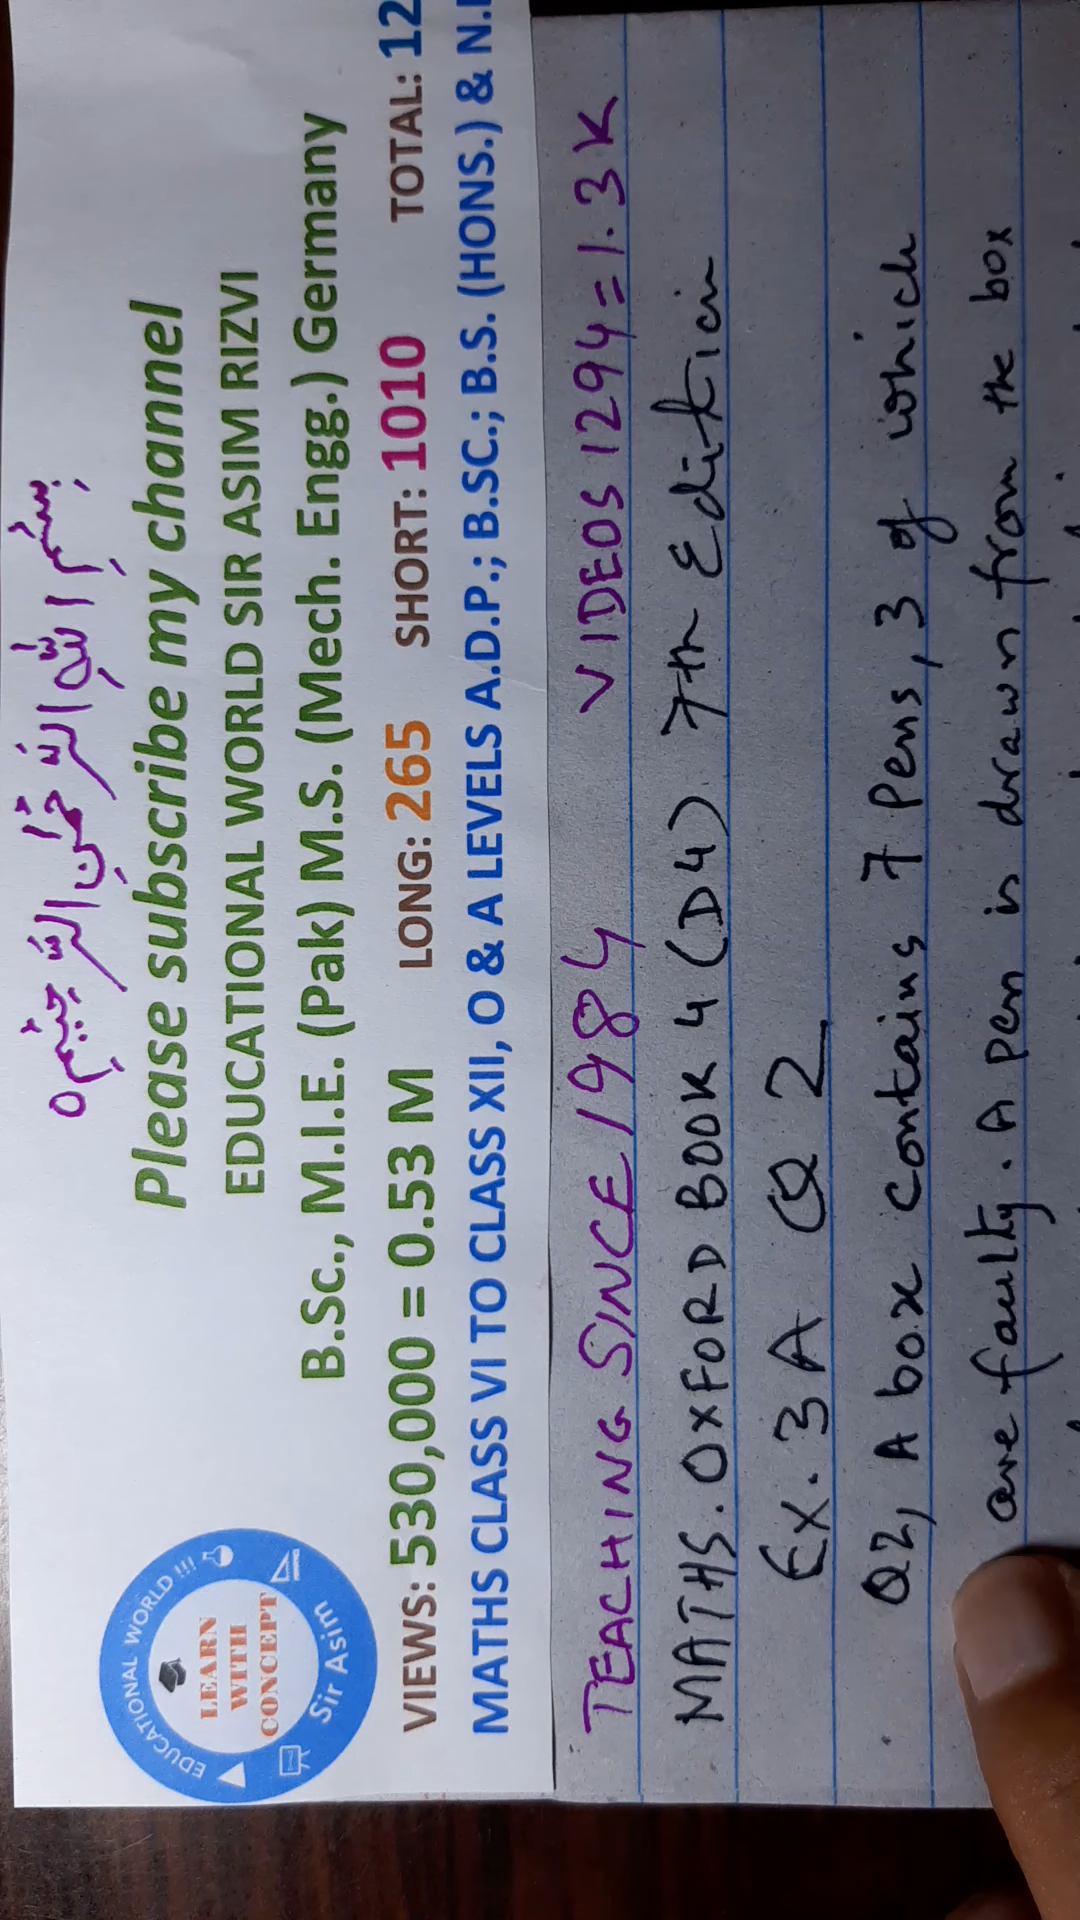 بِسْمِ اللّٰهِ الرَّحْمٰنِ الرَّحِيْمِ ○
Please subscribe my channel
EDUCATIONAL WORLD SIR ASIM RIZVI
B.Sc., M.I.E. (Pak) M.S. (Mech. Engg.) Germany
VIEWS: 530,000 = 0.53 M LONG: 265 SHORT: 1010 TOTAL: 12
MATHS CLASS VI TO CLASS XII, O & A LEVELS A.D.P.; B.SC.; B.S. (HONS.) & N.
EDUCATIONAL WORLD !!!
LEARN
WITH
CONCEPT
Sir Asim
TEACHING SINCE 1984 VIDEOS 1294 = 1.3 K
MATHS. OXFORD BOOK 4 (D4) 7th Edition
Ex. 3A Q 2
Q2, A box contains 7 Pens, 3 of which
are faulty. A pen is drawn from the box